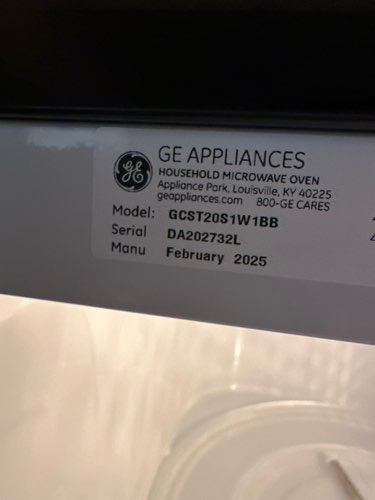 GE APPLIANCES
HOUSEHOLD MICROWAVE OVEN
Appliance Park, Louisville, KY 40225
geappliances.com 800-GE CARES
Model: GCST20S1W1BB
Serial DA202732L
Manu February 2025